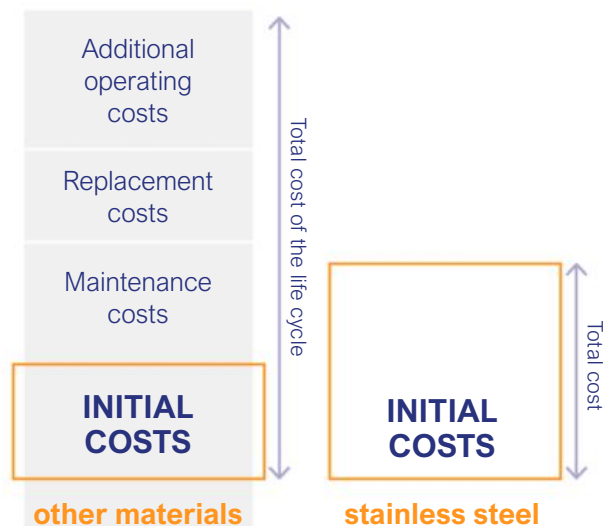 Additional
operating
costs
Replacement
costs
Maintenance
costs
INITIAL
COSTS
other materials
Total cost of the life cycle
INITIAL
COSTS
stainless steel
Total cost